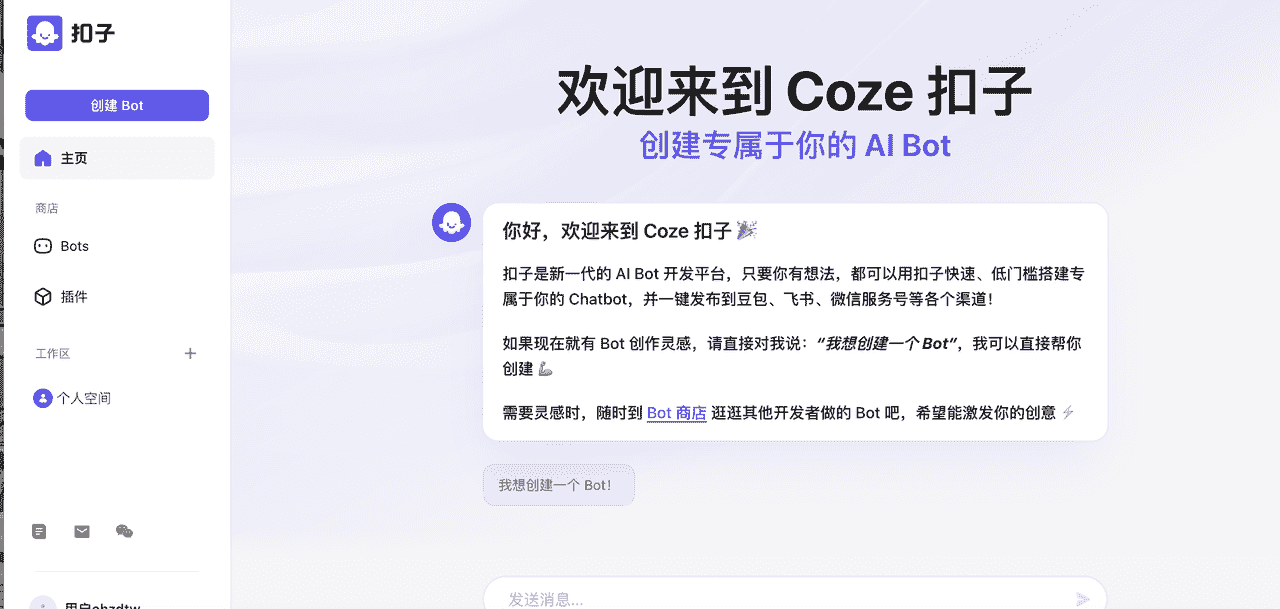 扣子
创建 Bot
主页
商店
Bots
插件
工作区
个人空间
欢迎来到 Coze 扣子
创建专属于你的 AI Bot
你好，欢迎来到 Coze 扣子
扣子是新一代的 AI Bot 开发平台，只要你有想法，都可以用扣子快速、低门槛搭建专
属于你的 Chatbot，并一键发布到豆包、飞书、微信服务号等各个渠道！
如果现在就有 Bot 创作灵感，请直接对我说：“我想创建一个 Bot”，我可以直接帮你
创建
需要灵感时，随时到 Bot 商店 逛逛其他开发者做的 Bot 吧，希望能激发你的创意
我想创建一个 Bot！
发送消息...